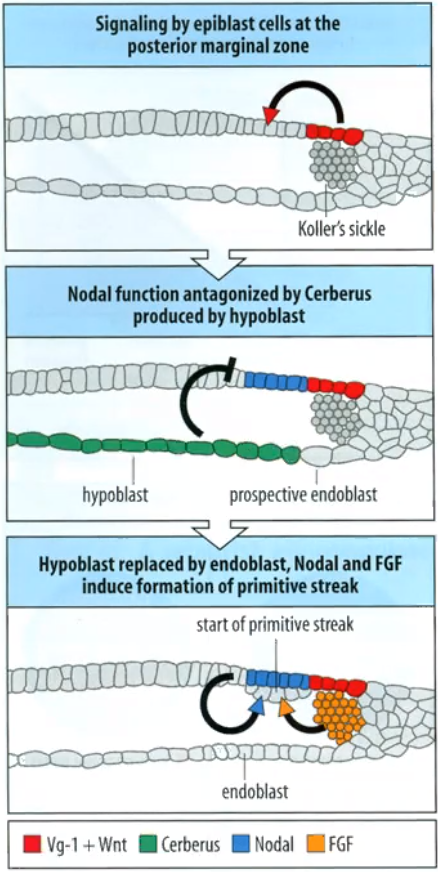 Signaling by epiblast cells at the
posterior marginal zone
Koller's sickle
Nodal function antagonized by Cerberus
produced by hypoblast
hypoblast
prospective endoblast
Hypoblast replaced by endoblast, Nodal and FGF
induce formation of primitive streak
start of primitive streak
endoblast
Vg-1 + Wnt
Cerberus
Nodal
FGF